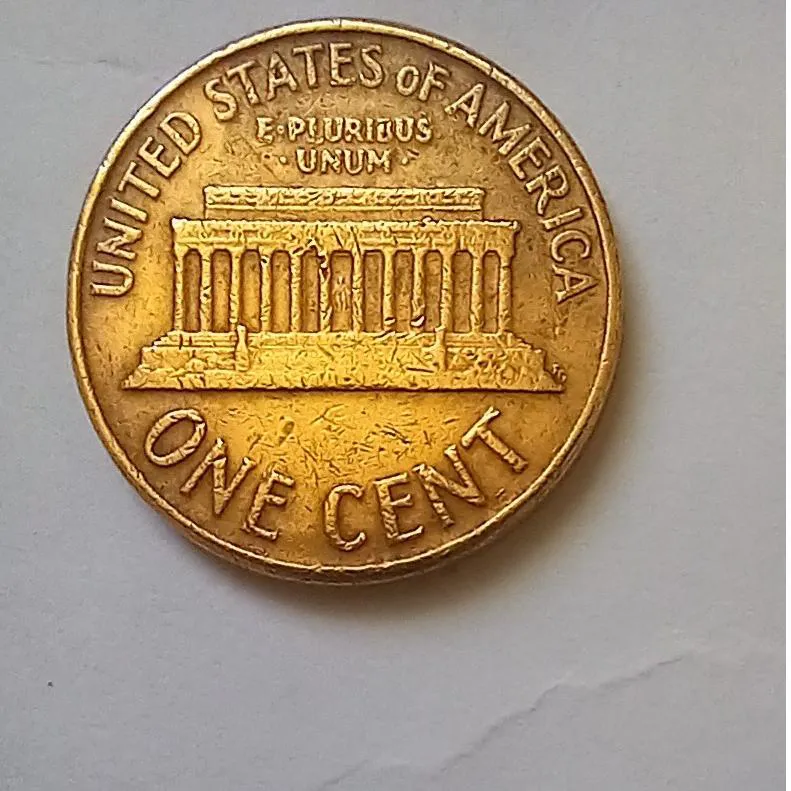 UNITED STATES OF AMERICA
E·PLURIBUS
·UNUM·
ONE CENT